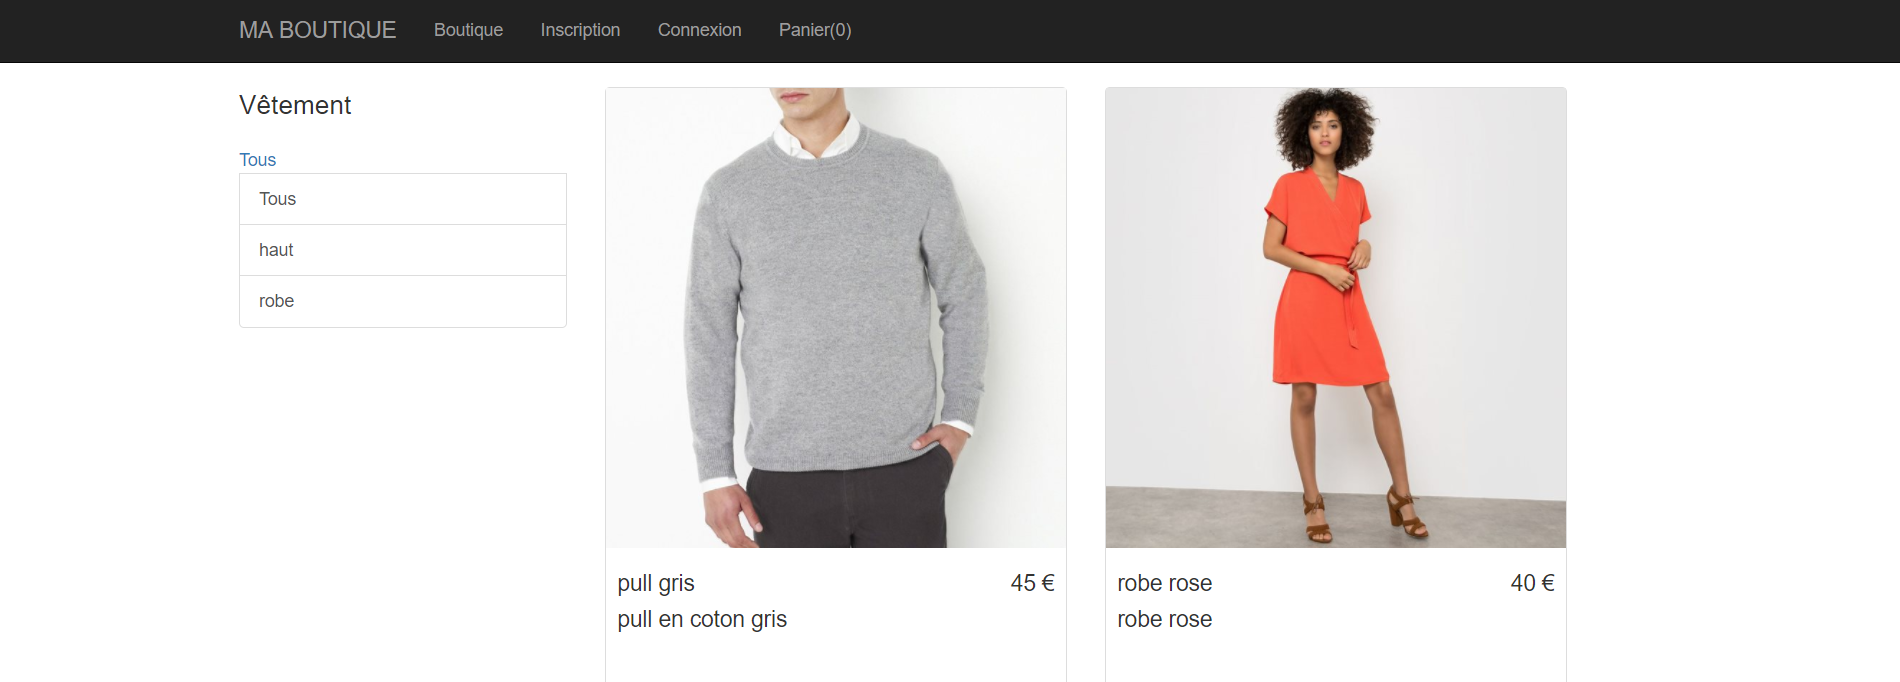 MA BOUTIQUE Boutique Inscription Connexion Panier(0)
Vêtement
Tous
Tous
haut
robe
pull gris 45 €
pull en coton gris
robe rose 40 €
robe rose